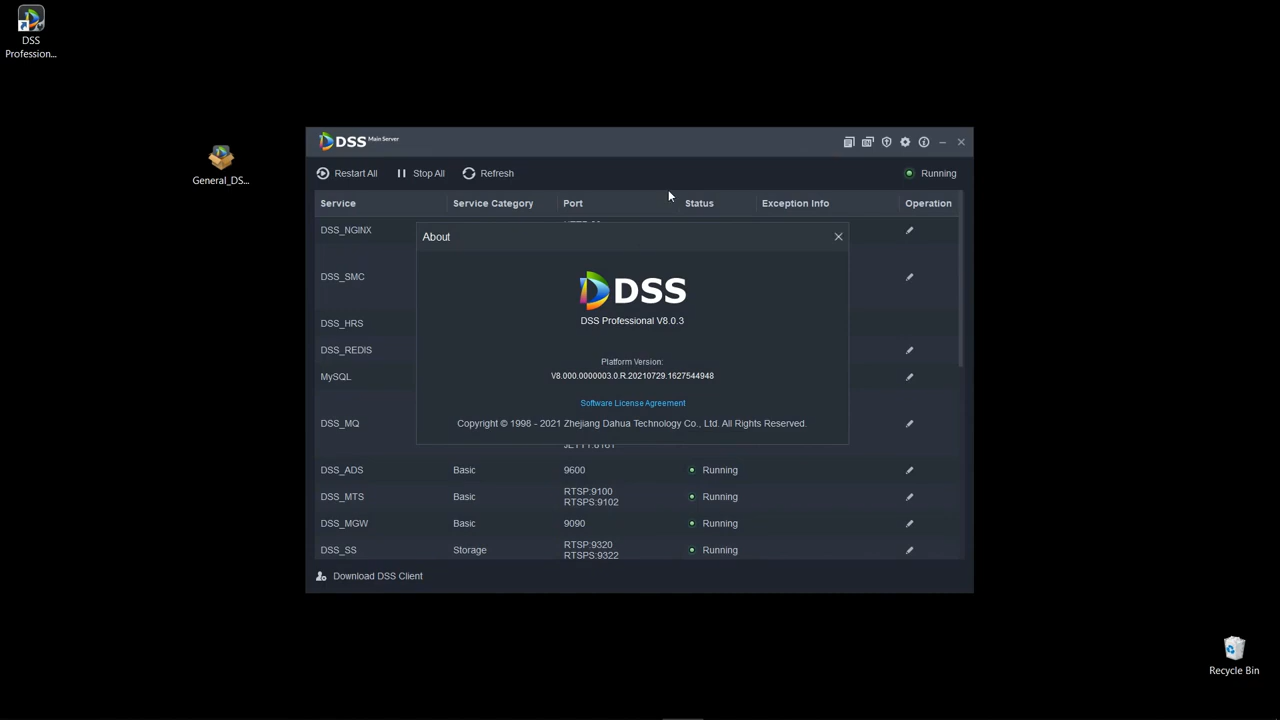 DSS
Profession...
General_DS...
DSS Main Server
Restart All Stop All Refresh Running
Service Service Category Port Status Exception Info Operation
DSS_NGINX
About
DSS_SMC
DSS
DSS Professional V8.0.3
DSS_HRS
DSS_REDIS
Platform Version:
V8.000.0000003.0.R.20210729.1627544948
MySQL
Software License Agreement
DSS_MQ
Copyright © 1998 - 2021 Zhejiang Dahua Technology Co., Ltd. All Rights Reserved.
DSS_ADS Basic 9600 Running
DSS_MTS Basic RTSP:9100 Running
RTSPS:9102
DSS_MGW Basic 9090 Running
DSS_SS Storage RTSP:9320 Running
RTSPS:9322
Download DSS Client
Recycle Bin